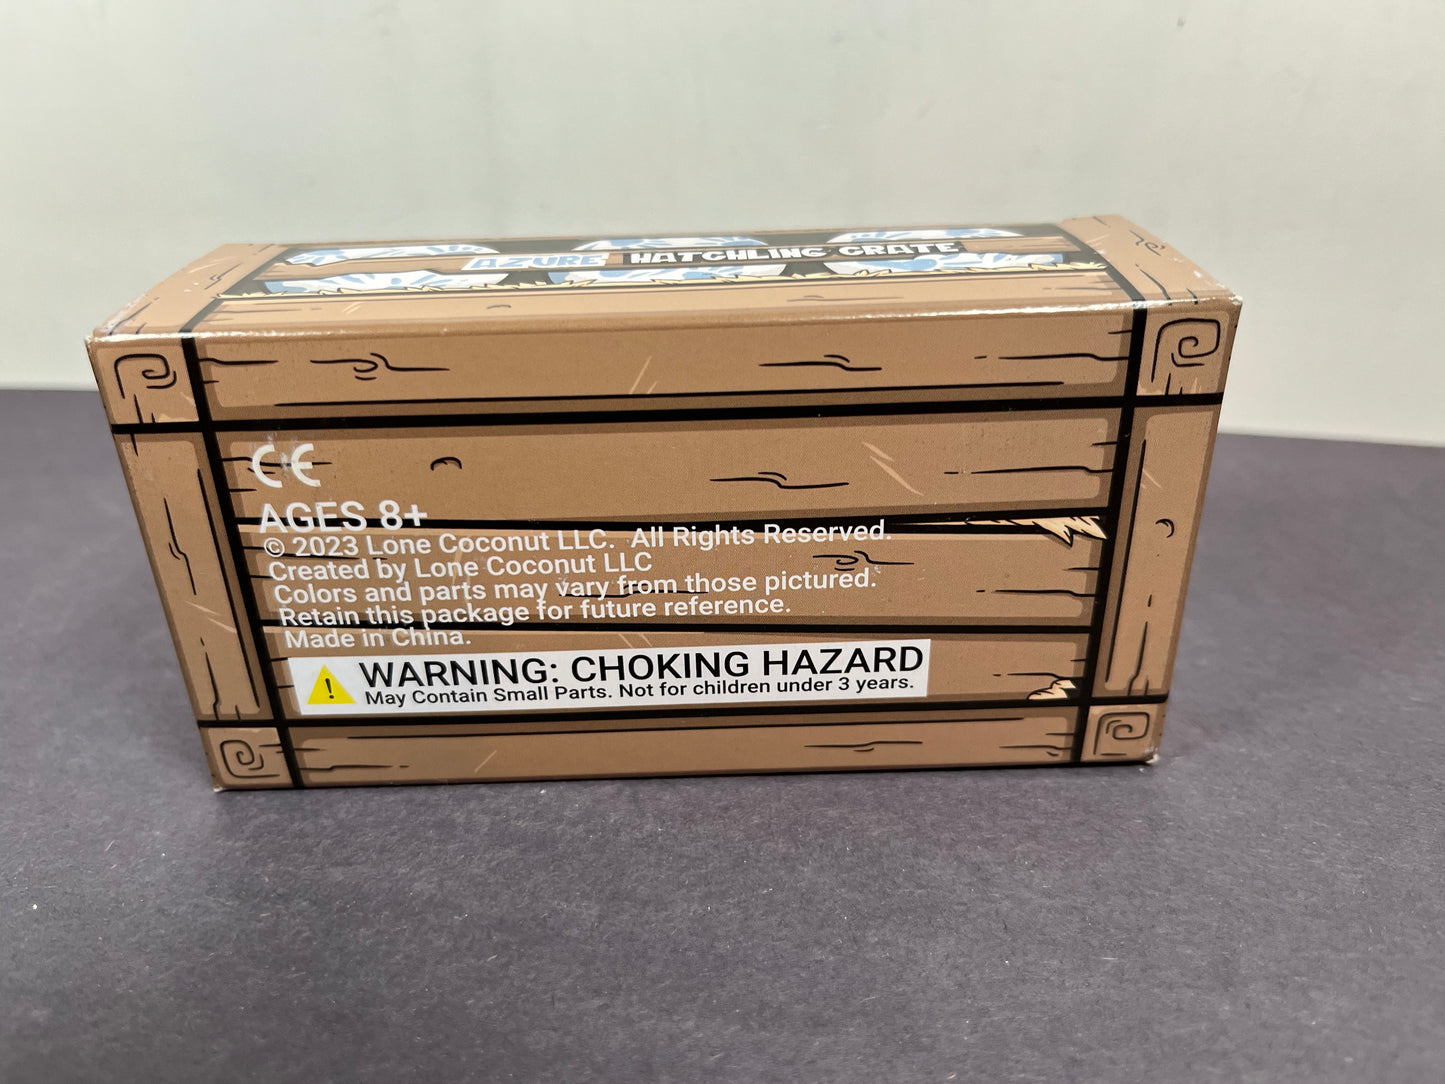 AZURE HATCHLING CRATE
CE
AGES 8+
© 2023 Lone Coconut LLC. All Rights Reserved.
Created by Lone Coconut LLC
Colors and parts may vary from those pictured.
Retain this package for future reference.
Made in China.
WARNING: CHOKING HAZARD
May Contain Small Parts. Not for children under 3 years.